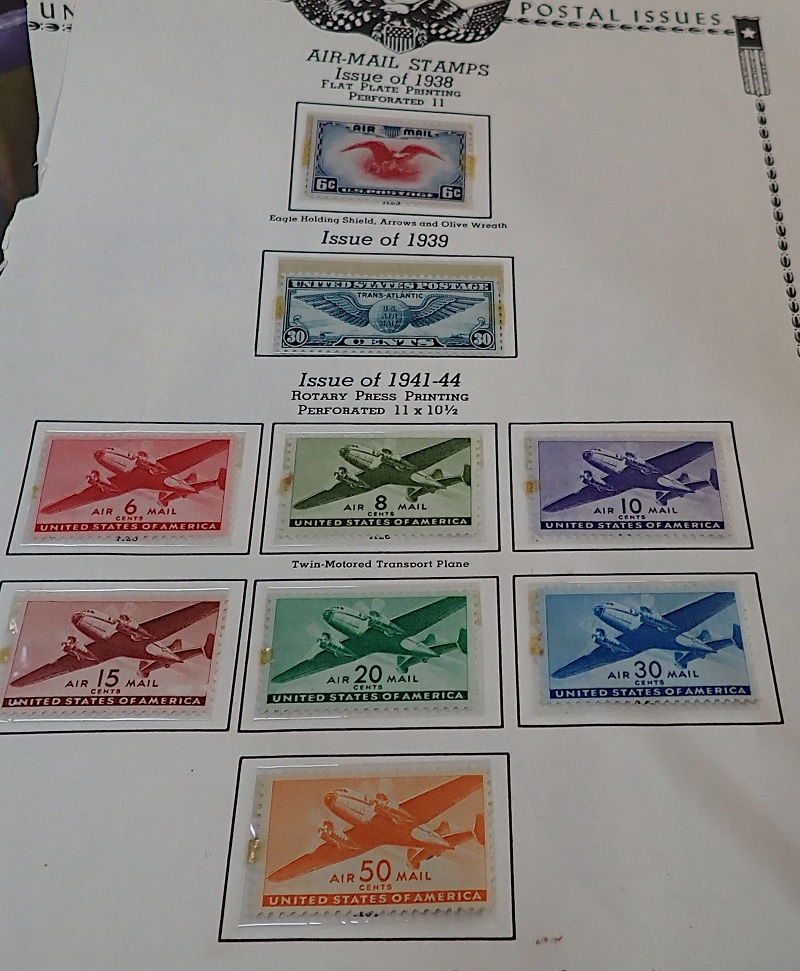 UN
POSTAL ISSUES
AIR-MAIL STAMPS
Issue of 1938
FLAT PLATE PRINTING
PERFORATED 11
AIR MAIL
6c U.S. POSTAGE 6c
Eagle Holding Shield, Arrows and Olive Wreath
Issue of 1939
UNITED STATES POSTAGE
TRANS-ATLANTIC
U.S.
AIR
MAIL
30 CENTS 30
Issue of 1941-44
ROTARY PRESS PRINTING
PERFORATED 11 x 10½
AIR 6 MAIL
CENTS
UNITED STATES OF AMERICA
AIR 8 MAIL
CENTS
UNITED STATES OF AMERICA
AIR 10 MAIL
CENTS
UNITED STATES OF AMERICA
Twin-Motored Transport Plane
AIR 15 MAIL
CENTS
UNITED STATES OF AMERICA
AIR 20 MAIL
CENTS
UNITED STATES OF AMERICA
AIR 30 MAIL
CENTS
UNITED STATES OF AMERICA
AIR 50 MAIL
CENTS
UNITED STATES OF AMERICA